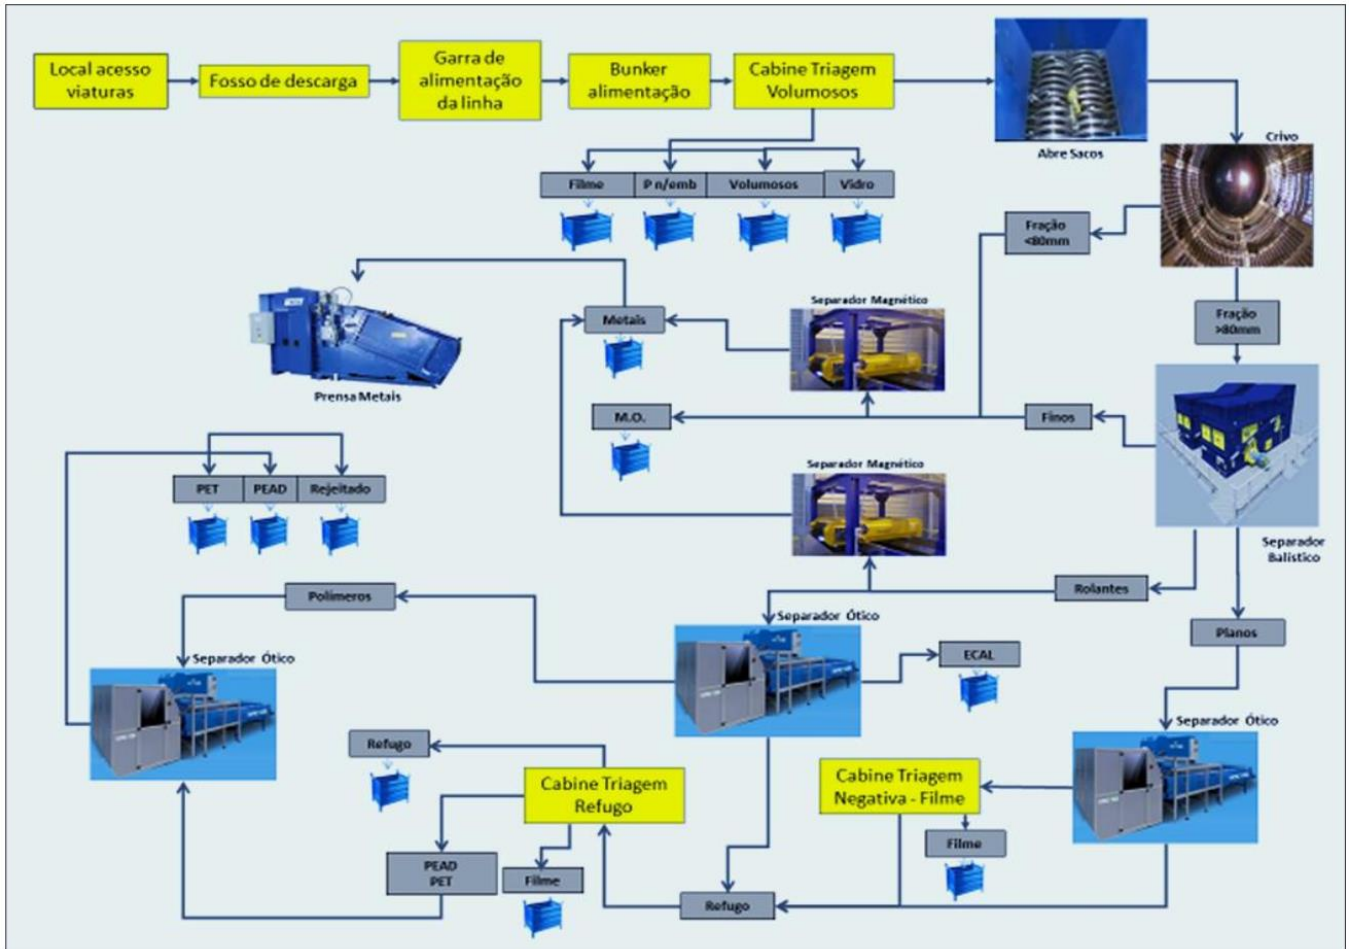 Local acesso
viaturas
Fosso de descarga
Garra de
alimentação
da linha
Bunker
alimentação
Cabine Triagem
Volumosos
Abre Sacos
Crivo
Filme
P n/emb
Volumosos
Vidro
Fração
<80mm
Fração
>80mm
Separador Magnético
Metais
Prensa Metais
M.O.
Finos
Separador Magnético
Separador
Balístico
PET
PEAD
Rejeitado
Polímeros
Rolantes
Planos
Separador Ótico
ECAL
Separador Ótico
Separador Ótico
Refugo
Cabine Triagem
Refugo
Cabine Triagem
Negativa - Filme
Filme
PEAD
PET
Filme
Refugo